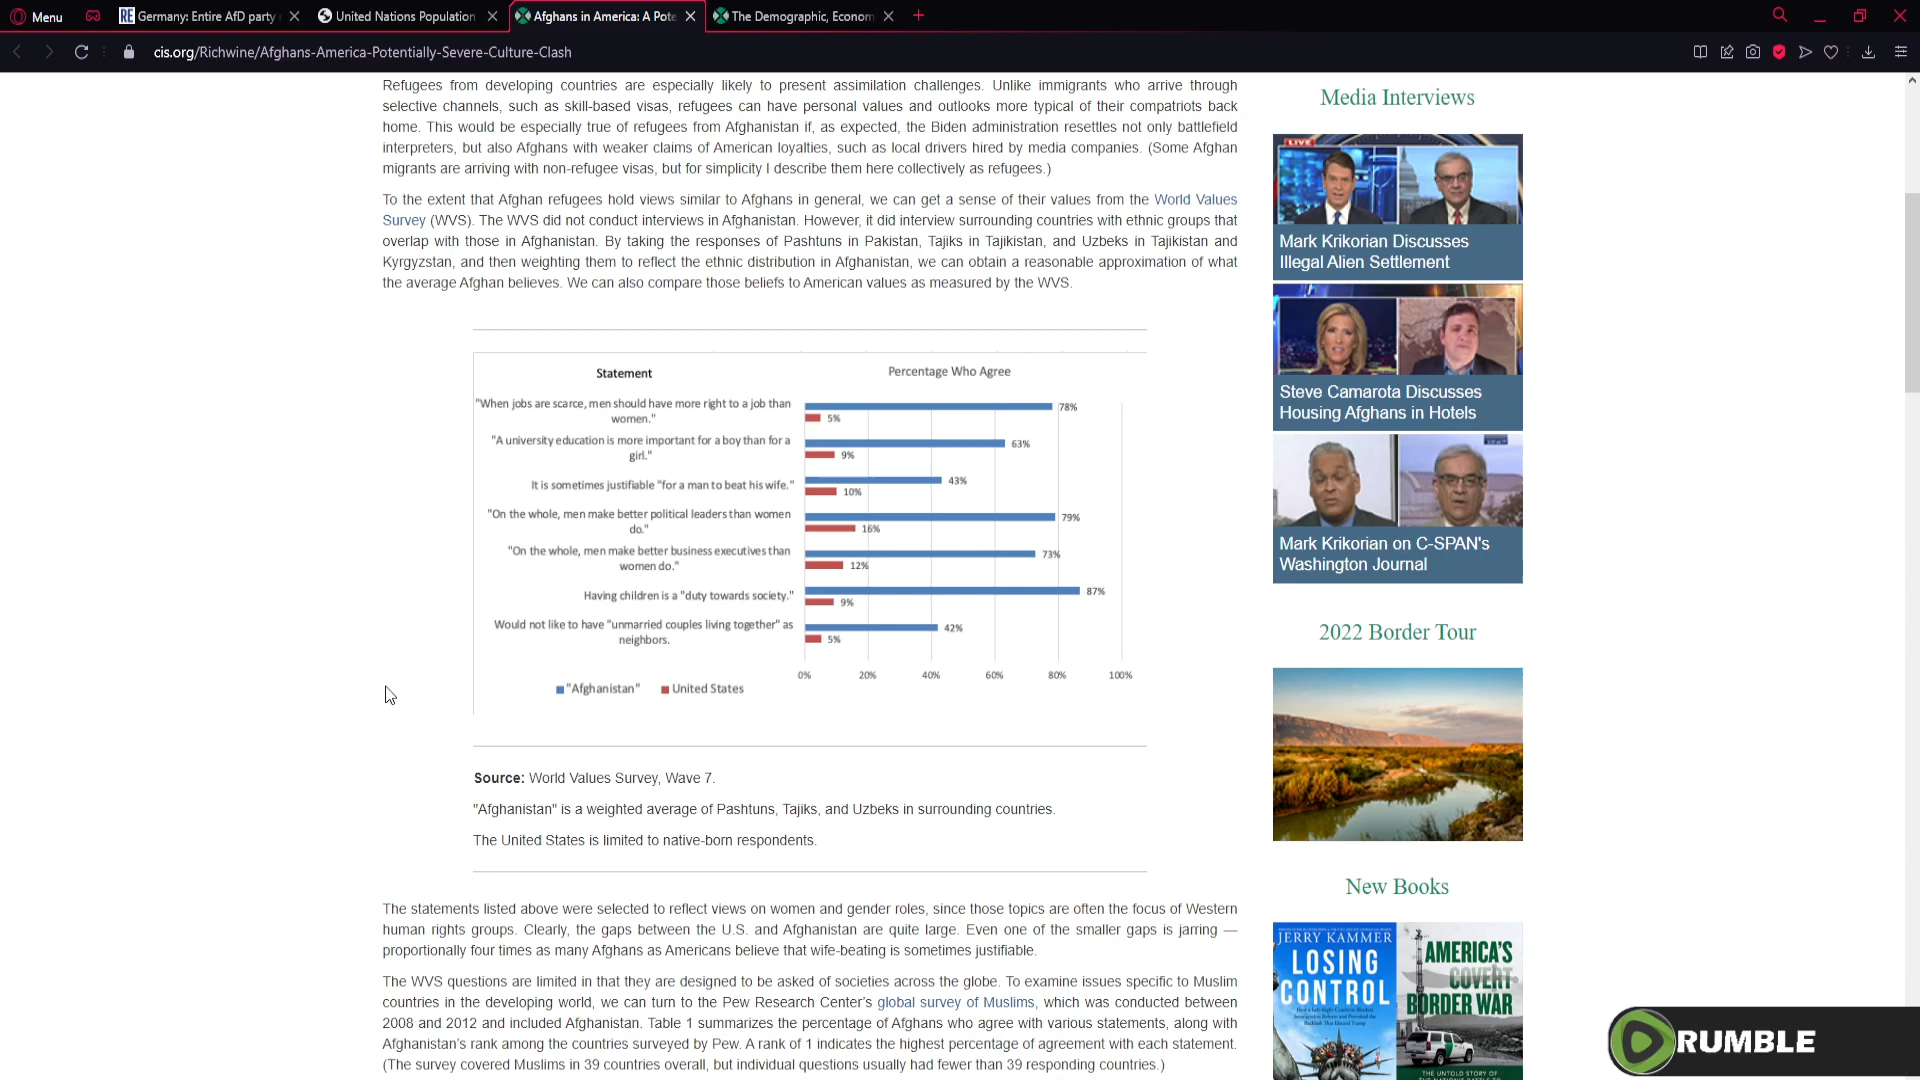 Menu
RE Germany: Entire AfD party
United Nations Population
Afghans in America: A Pote
The Demographic, Econom
cis.org/Richwine/Afghans-America-Potentially-Severe-Culture-Clash
Refugees from developing countries are especially likely to present assimilation challenges. Unlike immigrants who arrive through
selective channels, such as skill-based visas, refugees can have personal values and outlooks more typical of their compatriots back
home. This would be especially true of refugees from Afghanistan if, as expected, the Biden administration resettles not only battlefield
interpreters, but also Afghans with weaker claims of American loyalties, such as local drivers hired by media companies. (Some Afghan
migrants are arriving with non-refugee visas, but for simplicity I describe them here collectively as refugees.)
To the extent that Afghan refugees hold views similar to Afghans in general, we can get a sense of their values from the World Values
Survey (WVS). The WVS did not conduct interviews in Afghanistan. However, it did interview surrounding countries with ethnic groups that
overlap with those in Afghanistan. By taking the responses of Pashtuns in Pakistan, Tajiks in Tajikistan, and Uzbeks in Tajikistan and
Kyrgyzstan, and then weighting them to reflect the ethnic distribution in Afghanistan, we can obtain a reasonable approximation of what
the average Afghan believes. We can also compare those beliefs to American values as measured by the WVS.
Statement
Percentage Who Agree
"When jobs are scarce, men should have more right to a job than
women."
78%
5%
"A university education is more important for a boy than for a
girl."
63%
9%
It is sometimes justifiable "for a man to beat his wife."
43%
10%
"On the whole, men make better political leaders than women
do."
79%
16%
"On the whole, men make better business executives than
women do."
73%
12%
Having children is a "duty towards society."
87%
9%
Would not like to have "unmarried couples living together" as
neighbors.
42%
5%
0% 20% 40% 60% 80% 100%
"Afghanistan" United States
Source: World Values Survey, Wave 7.
"Afghanistan" is a weighted average of Pashtuns, Tajiks, and Uzbeks in surrounding countries.
The United States is limited to native-born respondents.
The statements listed above were selected to reflect views on women and gender roles, since those topics are often the focus of Western
human rights groups. Clearly, the gaps between the U.S. and Afghanistan are quite large. Even one of the smaller gaps is jarring —
proportionally four times as many Afghans as Americans believe that wife-beating is sometimes justifiable.
The WVS questions are limited in that they are designed to be asked of societies across the globe. To examine issues specific to Muslim
countries in the developing world, we can turn to the Pew Research Center's global survey of Muslims, which was conducted between
2008 and 2012 and included Afghanistan. Table 1 summarizes the percentage of Afghans who agree with various statements, along with
Afghanistan's rank among the countries surveyed by Pew. A rank of 1 indicates the highest percentage of agreement with each statement.
(The survey covered Muslims in 39 countries overall, but individual questions usually had fewer than 39 responding countries.)
Media Interviews
LIVE
Mark Krikorian Discusses
Illegal Alien Settlement
Steve Camarota Discusses
Housing Afghans in Hotels
Mark Krikorian on C-SPAN's
Washington Journal
2022 Border Tour
New Books
JERRY KAMMER
LOSING
CONTROL
AMERICA'S
COVERT
BORDER WAR
THE UNTOLD STORY OF
RUMBLE